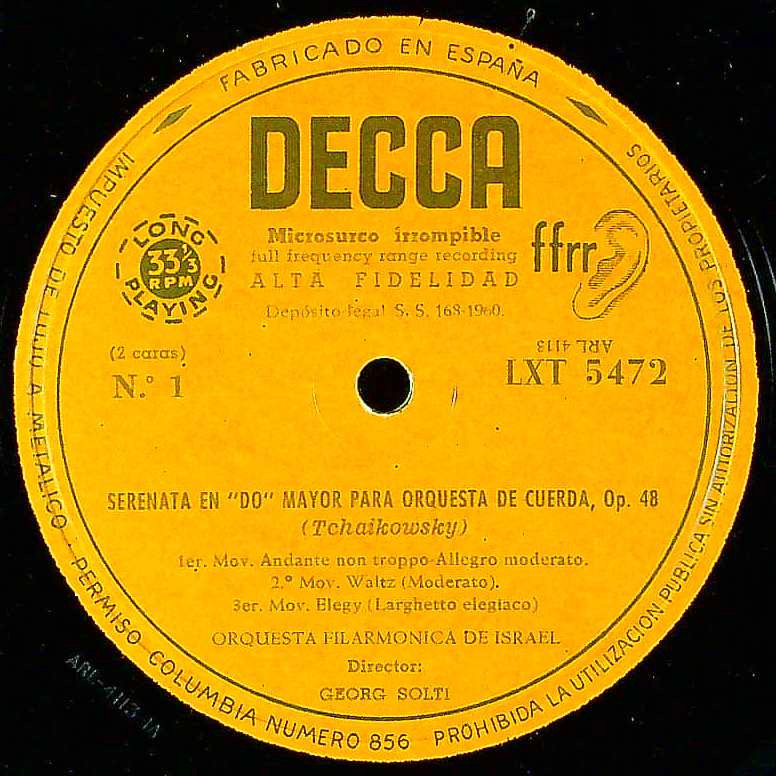 FABRICADO EN ESPAÑA
DECCA
Microsurco irrompible
full frequency range recording
ALTA FIDELIDAD
Depósito legal S. S. 168-1960.
LONG
33⅓
RPM
PLAYING
ffrr
(2 caras)
N.º 1
ARL 4113
LXT 5472
SERENATA EN "DO" MAYOR PARA ORQUESTA DE CUERDA, Op. 48
(Tchaikowsky)
1er. Mov. Andante non troppo-Allegro moderato.
2.º Mov. Waltz (Moderato).
3er. Mov. Elegy (Larghetto elegiaco)
ORQUESTA FILARMONICA DE ISRAEL
Director:
GEORG SOLTI
IMPUESTO DE LUJO A METALICO - PERMISO COLUMBIA NUMERO 856
PROHIBIDA LA UTILIZACION PUBLICA SIN AUTORIZACION DE LOS PROPIETARIOS
ARL-4113-1A